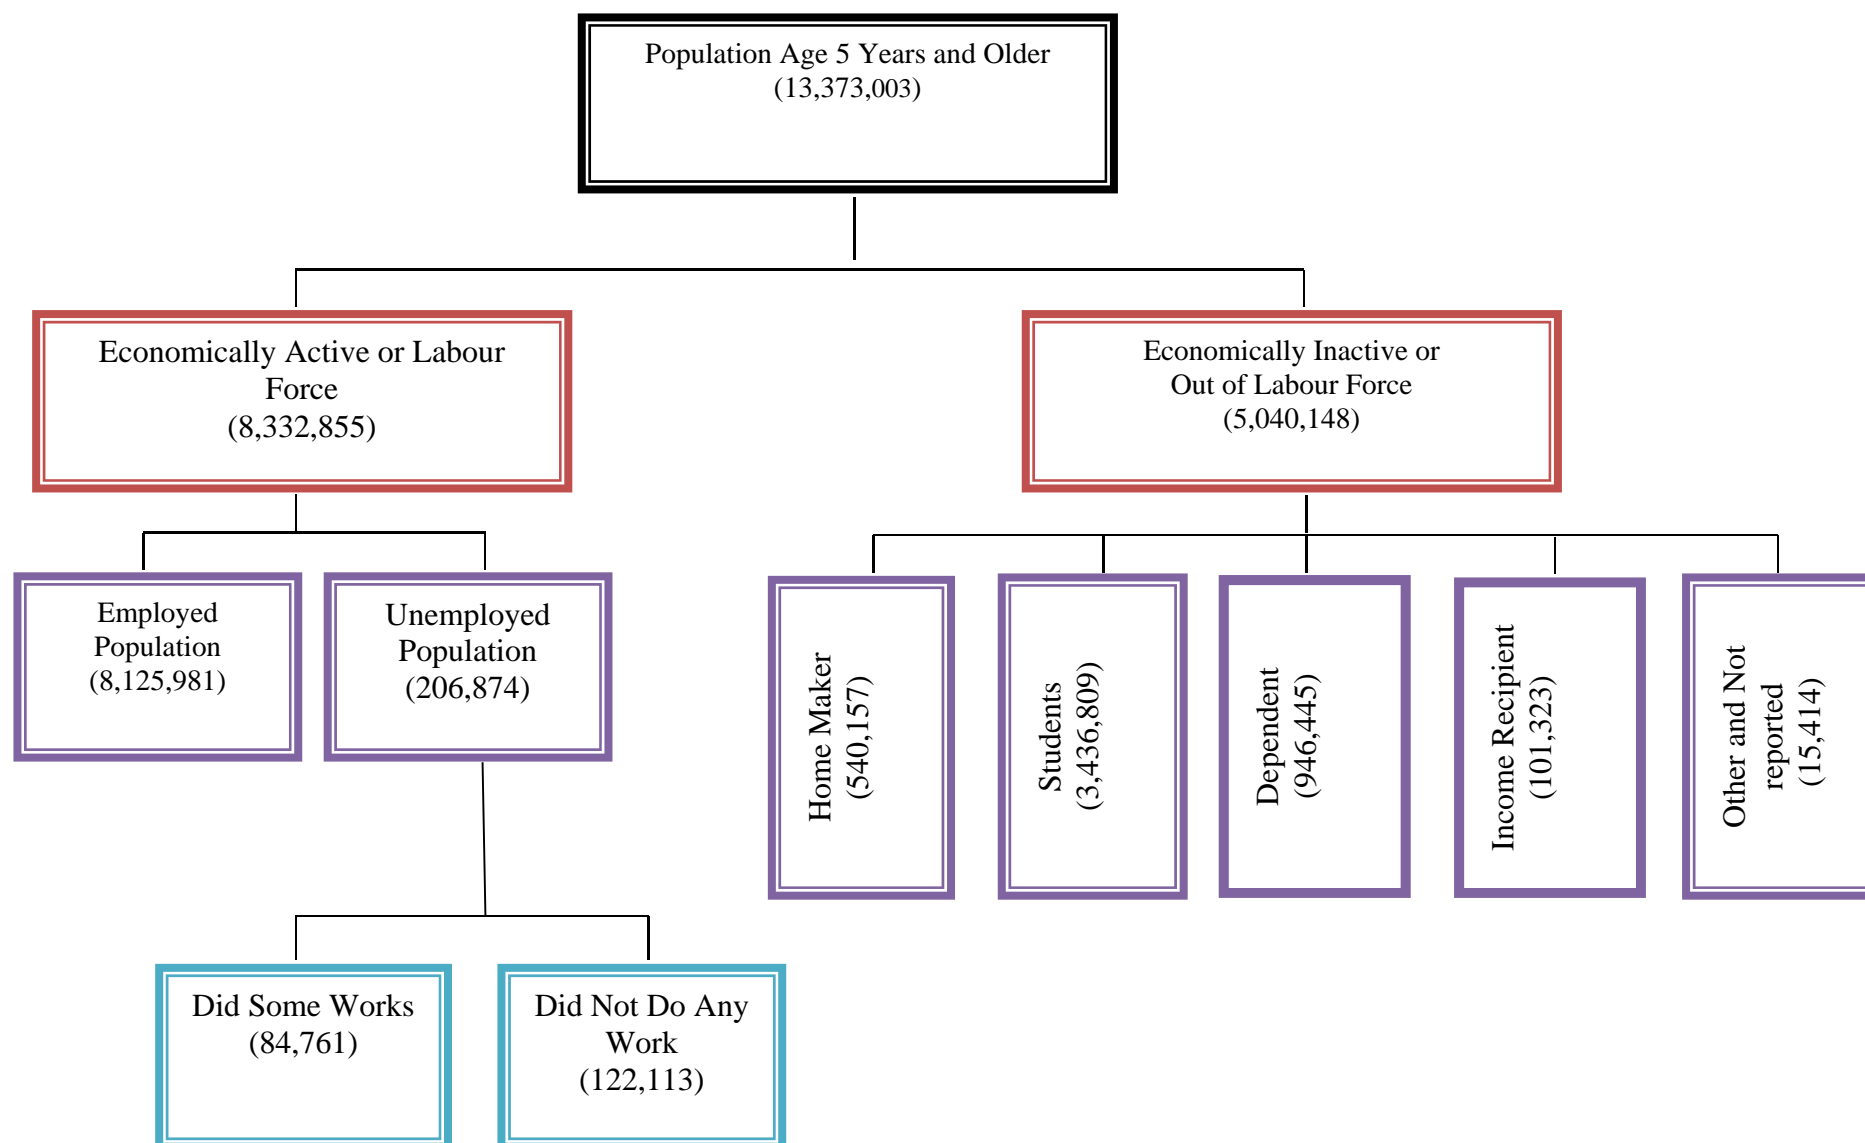 Population Age 5 Years and Older
(13,373,003)
Economically Active or Labour
Force
(8,332,855)
Economically Inactive or
Out of Labour Force
(5,040,148)
Employed
Population
(8,125,981)
Unemployed
Population
(206,874)
Home Maker
(540,157)
Students
(3,436,809)
Dependent
(946,445)
Income Recipient
(101,323)
Other and Not
reported
(15,414)
Did Some Works
(84,761)
Did Not Do Any
Work
(122,113)